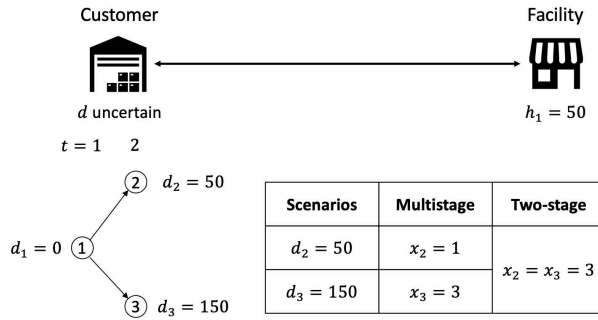 Customer
Facility
d uncertain
h₁ = 50
t = 1 2
2 d₂ = 50
d₁ = 0 1
3 d₃ = 150
Scenarios Multistage Two-stage
d₂ = 50 x₂ = 1
x₂ = x₃ = 3
d₃ = 150 x₃ = 3